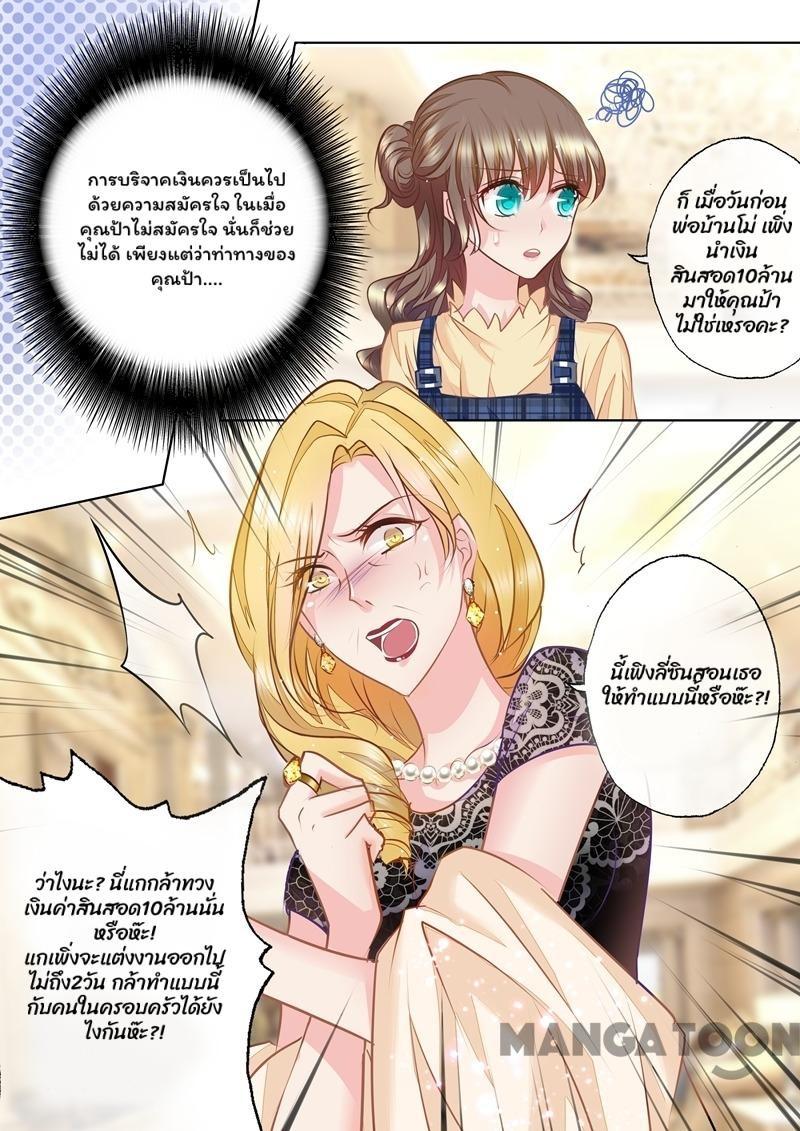 การบริจาคเงินควรเป็นไป
ด้วยความสมัครใจ ในเมื่อ
คุณป้าไม่สมัครใจ นั่นก็ช่วย
ไม่ได้ เพียงแต่ว่าท่าทางของ
คุณป้า....
ก็ เมื่อวันก่อน
พ่อบ้านโม่ เพิ่ง
นำเงิน
สินสอด10ล้าน
มาให้คุณป้า
ไม่ใช่เหรอคะ?
นี่เฟิงลี่ซินสอนเธอ
ให้ทำแบบนี้หรือห๊ะ?!
ว่าไงนะ? นี่แกกล้าทวง
เงินค่าสินสอด10ล้านนั่น
หรือห๊ะ!
แกเพิ่งจะแต่งงานออกไป
ไม่ถึง2วัน กล้าทำแบบนี้
กับคนในครอบครัวได้ยัง
ไงกันห๊ะ?!
MANGA TOON